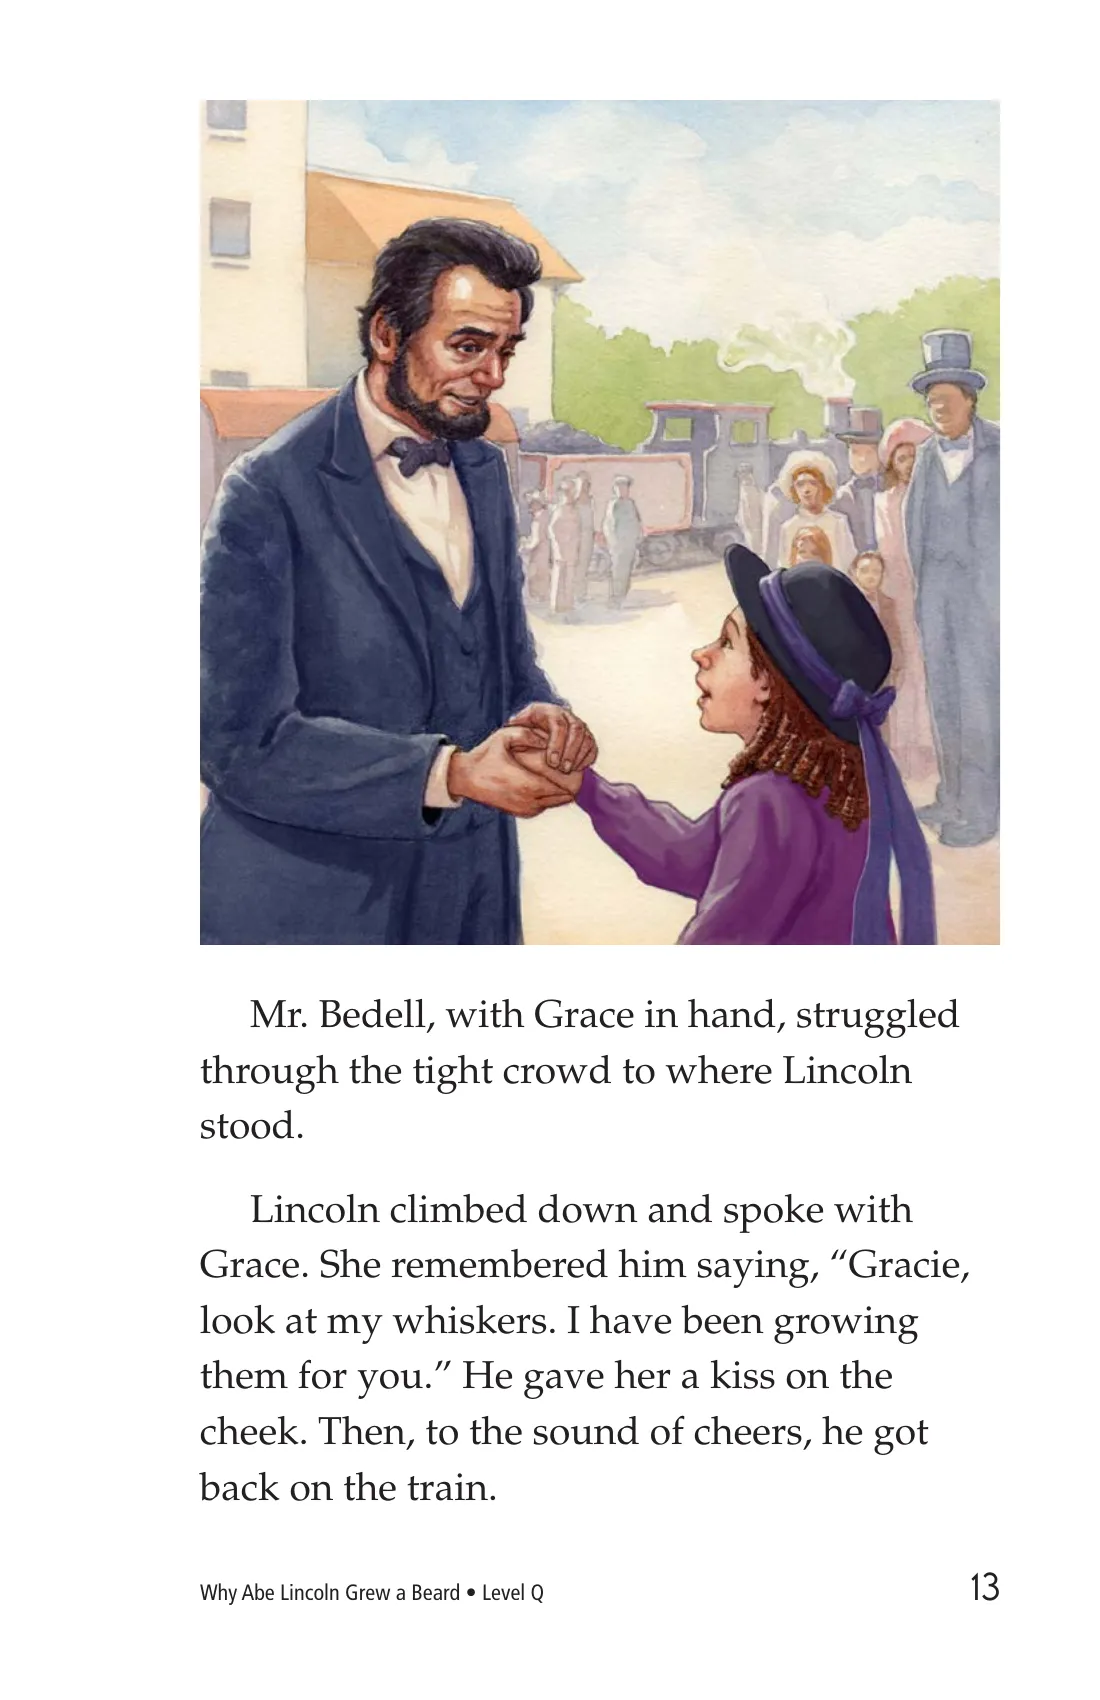 Mr. Bedell, with Grace in hand, struggled
through the tight crowd to where Lincoln
stood.
Lincoln climbed down and spoke with
Grace. She remembered him saying, “Gracie,
look at my whiskers. I have been growing
them for you.” He gave her a kiss on the
cheek. Then, to the sound of cheers, he got
back on the train.
Why Abe Lincoln Grew a Beard • Level Q
13